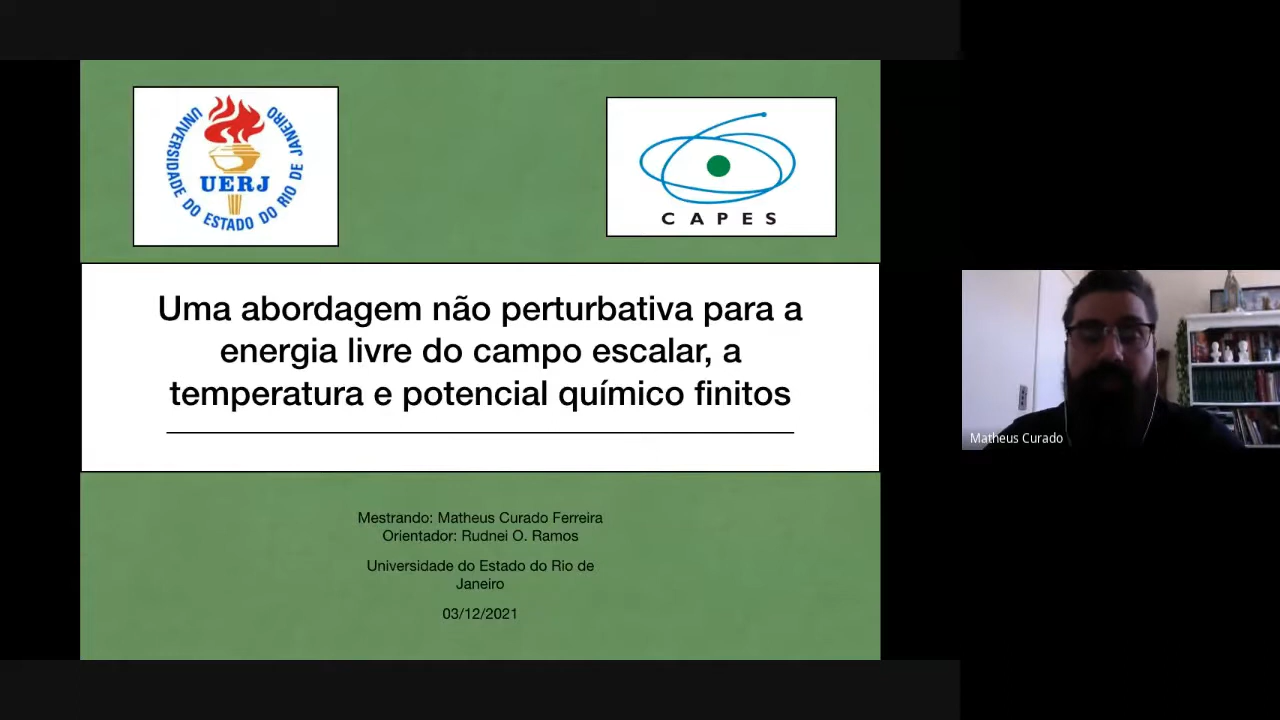 UNIVERSIDADE DO ESTADO DO RIO DE JANEIRO
UERJ
CAPES
Uma abordagem não perturbativa para a
energia livre do campo escalar, a
temperatura e potencial químico finitos
Mestrando: Matheus Curado Ferreira
Orientador: Rudnei O. Ramos
Universidade do Estado do Rio de
Janeiro
03/12/2021
Matheus Curado